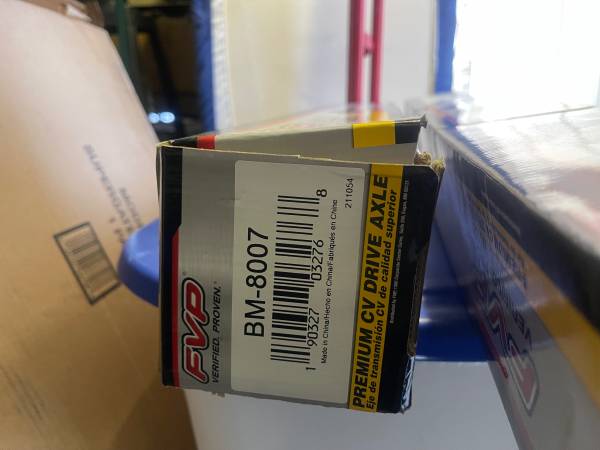 FVP
VERIFIED. PROVEN.
BM-8007
1 90327 03276 8
Made in China/Hecho en Chine/Fabriqués en Chine
211054
PREMIUM CV DRIVE AXLE
Eje de transmisión CV de calidad superior